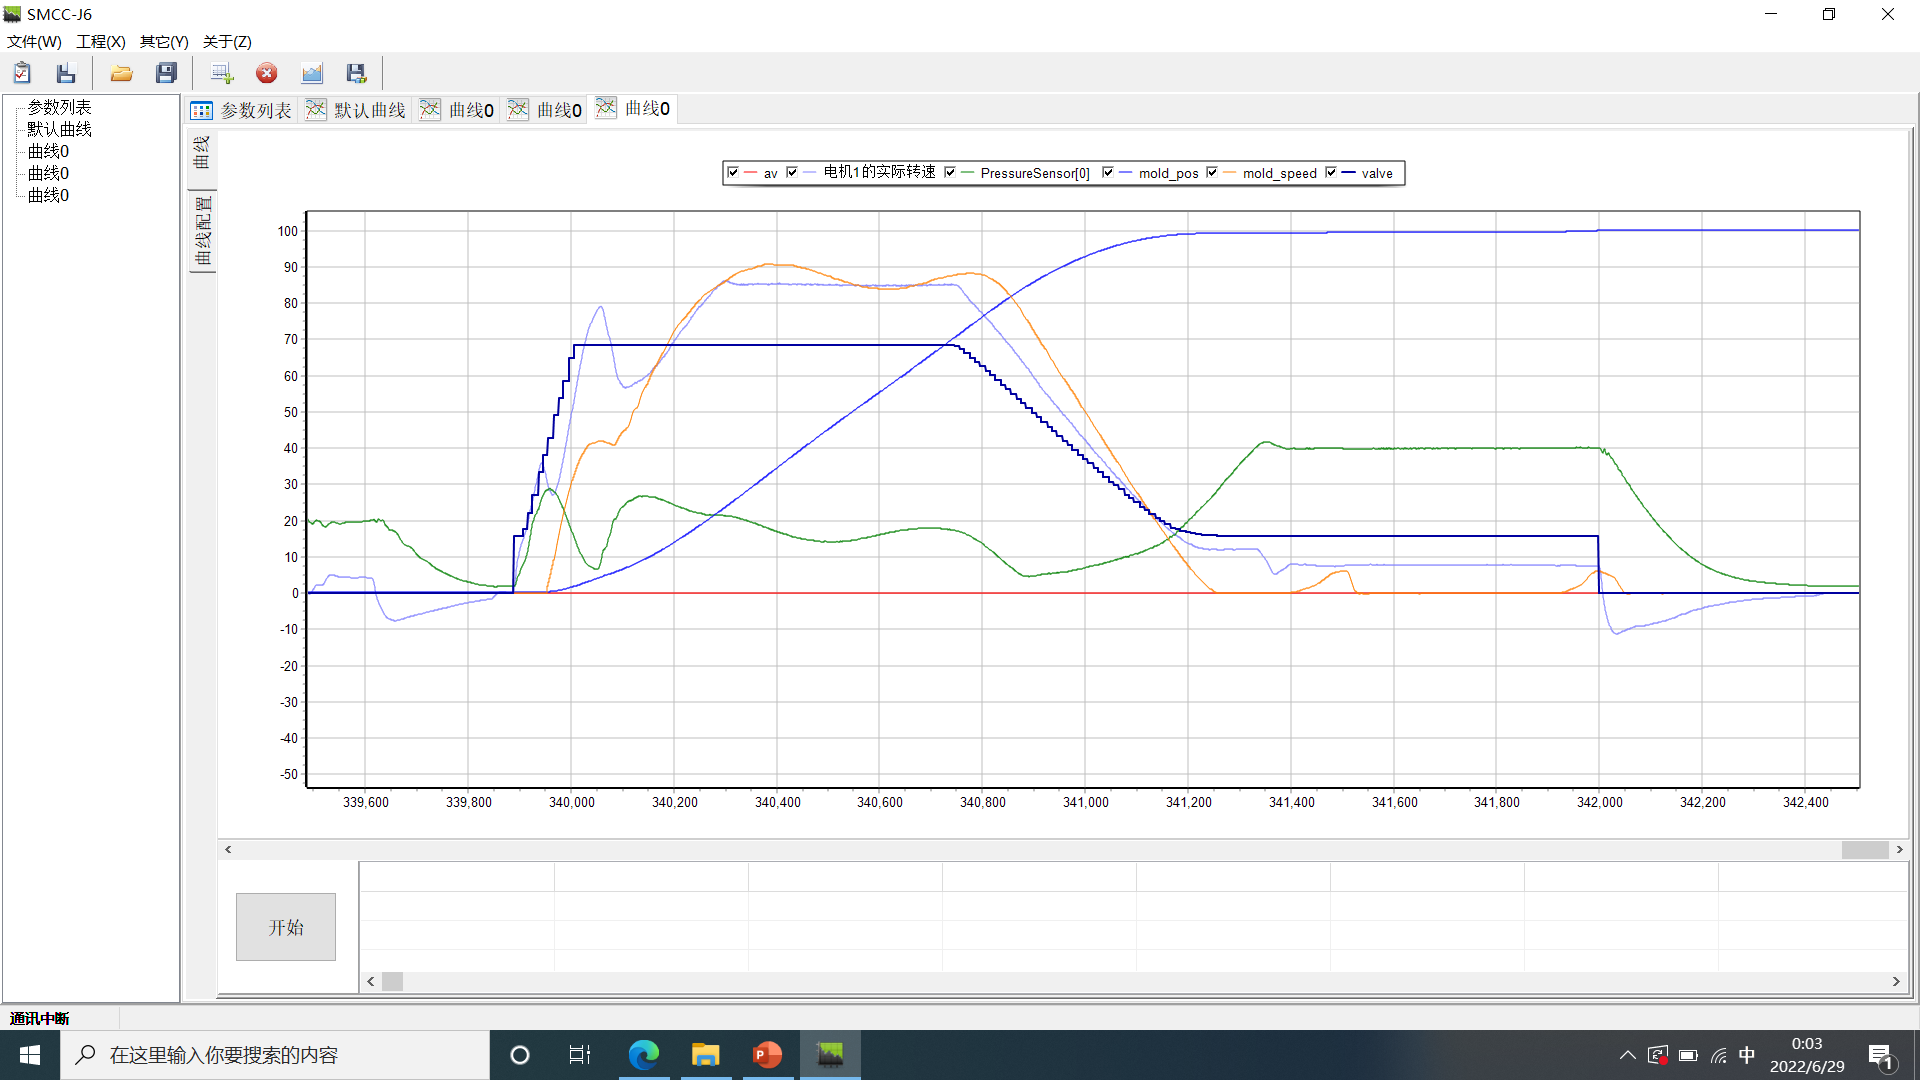 SMCC-J6
文件(W) 工程(X) 其它(Y) 关于(Z)
参数列表
默认曲线
曲线0
曲线0
曲线0
参数列表 默认曲线 曲线0 曲线0 曲线0
曲线
曲线配置
av 电机1的实际转速 PressureSensor[0] mold_pos mold_speed valve
100
90
80
70
60
50
40
30
20
10
0
-10
-20
-30
-40
-50
339,600 339,800 340,000 340,200 340,400 340,600 340,800 341,000 341,200 341,400 341,600 341,800 342,000 342,200 342,400
开始
通讯中断
在这里输入你要搜索的内容
中
0:03
2022/6/29
1